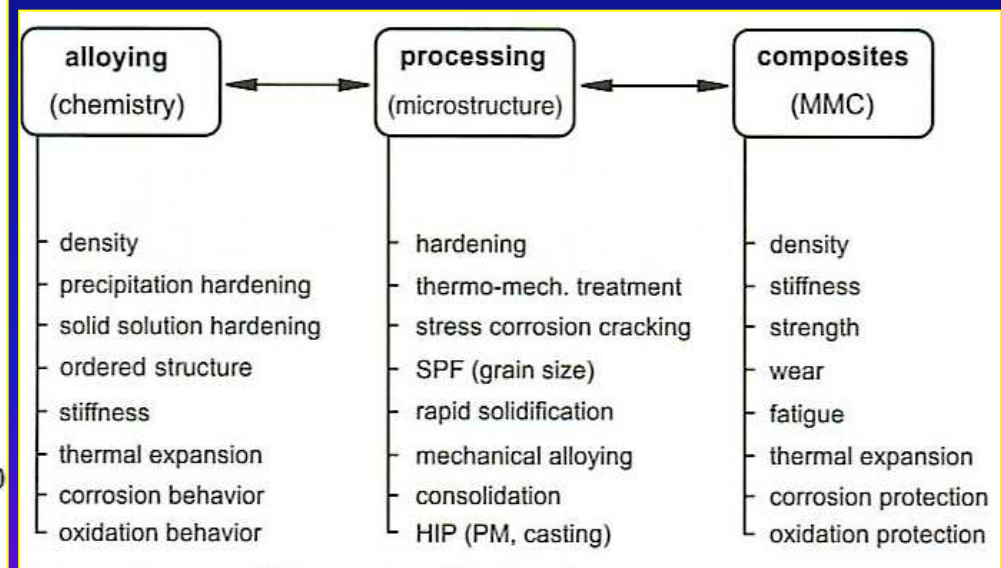 alloying
(chemistry)
processing
(microstructure)
composites
(MMC)
density
precipitation hardening
solid solution hardening
ordered structure
stiffness
thermal expansion
corrosion behavior
oxidation behavior
hardening
thermo-mech. treatment
stress corrosion cracking
SPF (grain size)
rapid solidification
mechanical alloying
consolidation
HIP (PM, casting)
density
stiffness
strength
wear
fatigue
thermal expansion
corrosion protection
oxidation protection
)